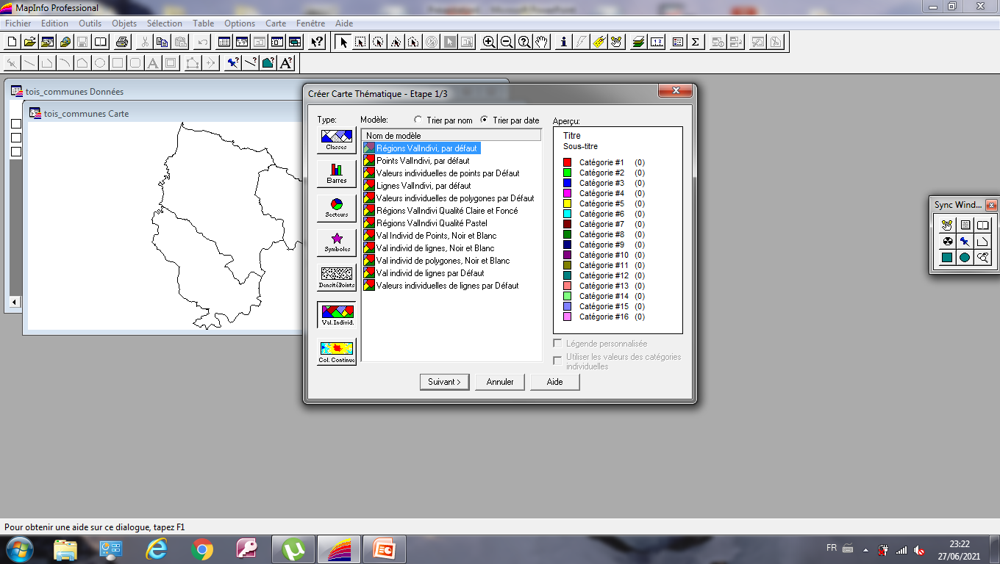 MapInfo Professional
Fichier Edition Outils Objets Sélection Table Options Carte Fenêtre Aide
tois_communes Données
tois_communes Carte
Créer Carte Thématique - Etape 1/3
Type: Modèle: Trier par nom Trier par date Aperçu:
Classes
Barres
Secteurs
Symboles
DensitéPoints
Val.Individ.
Col. Continue
Nom de modèle
Régions ValIndivi, par défaut
Points ValIndivi, par défaut
Valeurs individuelles de points par Défaut
Lignes ValIndivi, par défaut
Valeurs individuelles de polygones par Défaut
Régions ValIndivi Qualité Claire et Foncé
Régions ValIndivi Qualité Pastel
Val Individ de Points, Noir et Blanc
Val individ de lignes, Noir et Blanc
Val individ de polygones, Noir et Blanc
Val individ de lignes par Défaut
Valeurs individuelles de lignes par Défaut
Titre
Sous-titre
Catégorie #1 (0)
Catégorie #2 (0)
Catégorie #3 (0)
Catégorie #4 (0)
Catégorie #5 (0)
Catégorie #6 (0)
Catégorie #7 (0)
Catégorie #8 (0)
Catégorie #9 (0)
Catégorie #10 (0)
Catégorie #11 (0)
Catégorie #12 (0)
Catégorie #13 (0)
Catégorie #14 (0)
Catégorie #15 (0)
Catégorie #16 (0)
Légende personnalisée
Utiliser les valeurs des catégories
individuelles
Suivant > Annuler Aide
Sync Wind...
Pour obtenir une aide sur ce dialogue, tapez F1
FR
23:22
27/06/2021